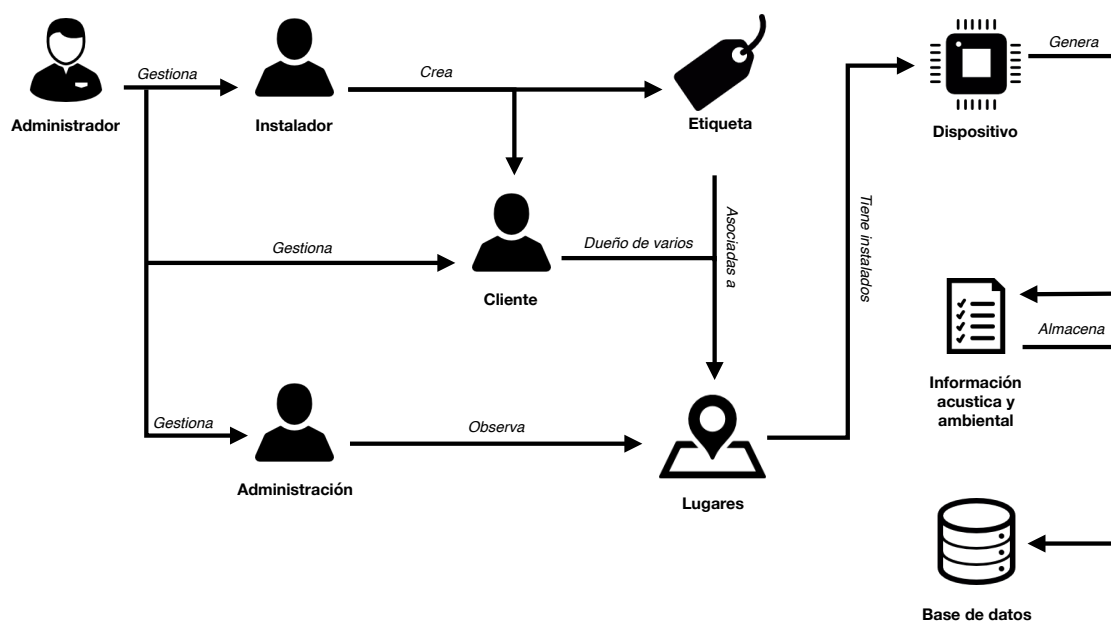 Gestiona
Crea
Genera
Administrador
Instalador
Etiqueta
Dispositivo
Asociadas a
Tiene instalados
Gestiona
Dueño de varios
Cliente
Almacena
Información
acustica y
ambiental
Gestiona
Observa
Administración
Lugares
Base de datos